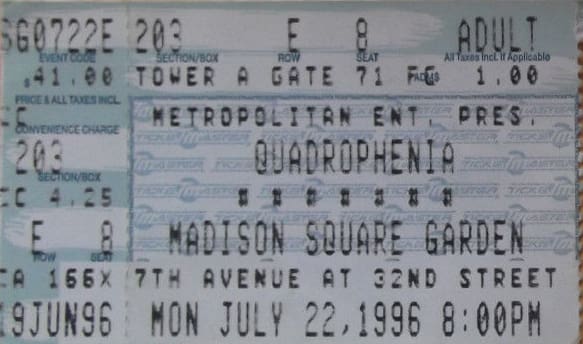 SG0722E 203 E 8 ADULT
EVENT CODE SECTION/BOX ROW SEAT All Taxes Incl. If Applicable
$41.00 TOWER A GATE 71 FC 1.00
PRICE & ALL TAXES INCL. METROPOLITAN ENT. PRES.
CONVENIENCE CHARGE
203 QUADROPHENIA
SECTION/BOX
CC 4.25 * * * * * * *
E 8 MADISON SQUARE GARDEN
ROW SEAT
CA 166X 7TH AVENUE AT 32ND STREET
19JUN96 MON JULY 22,1996 8:00PM